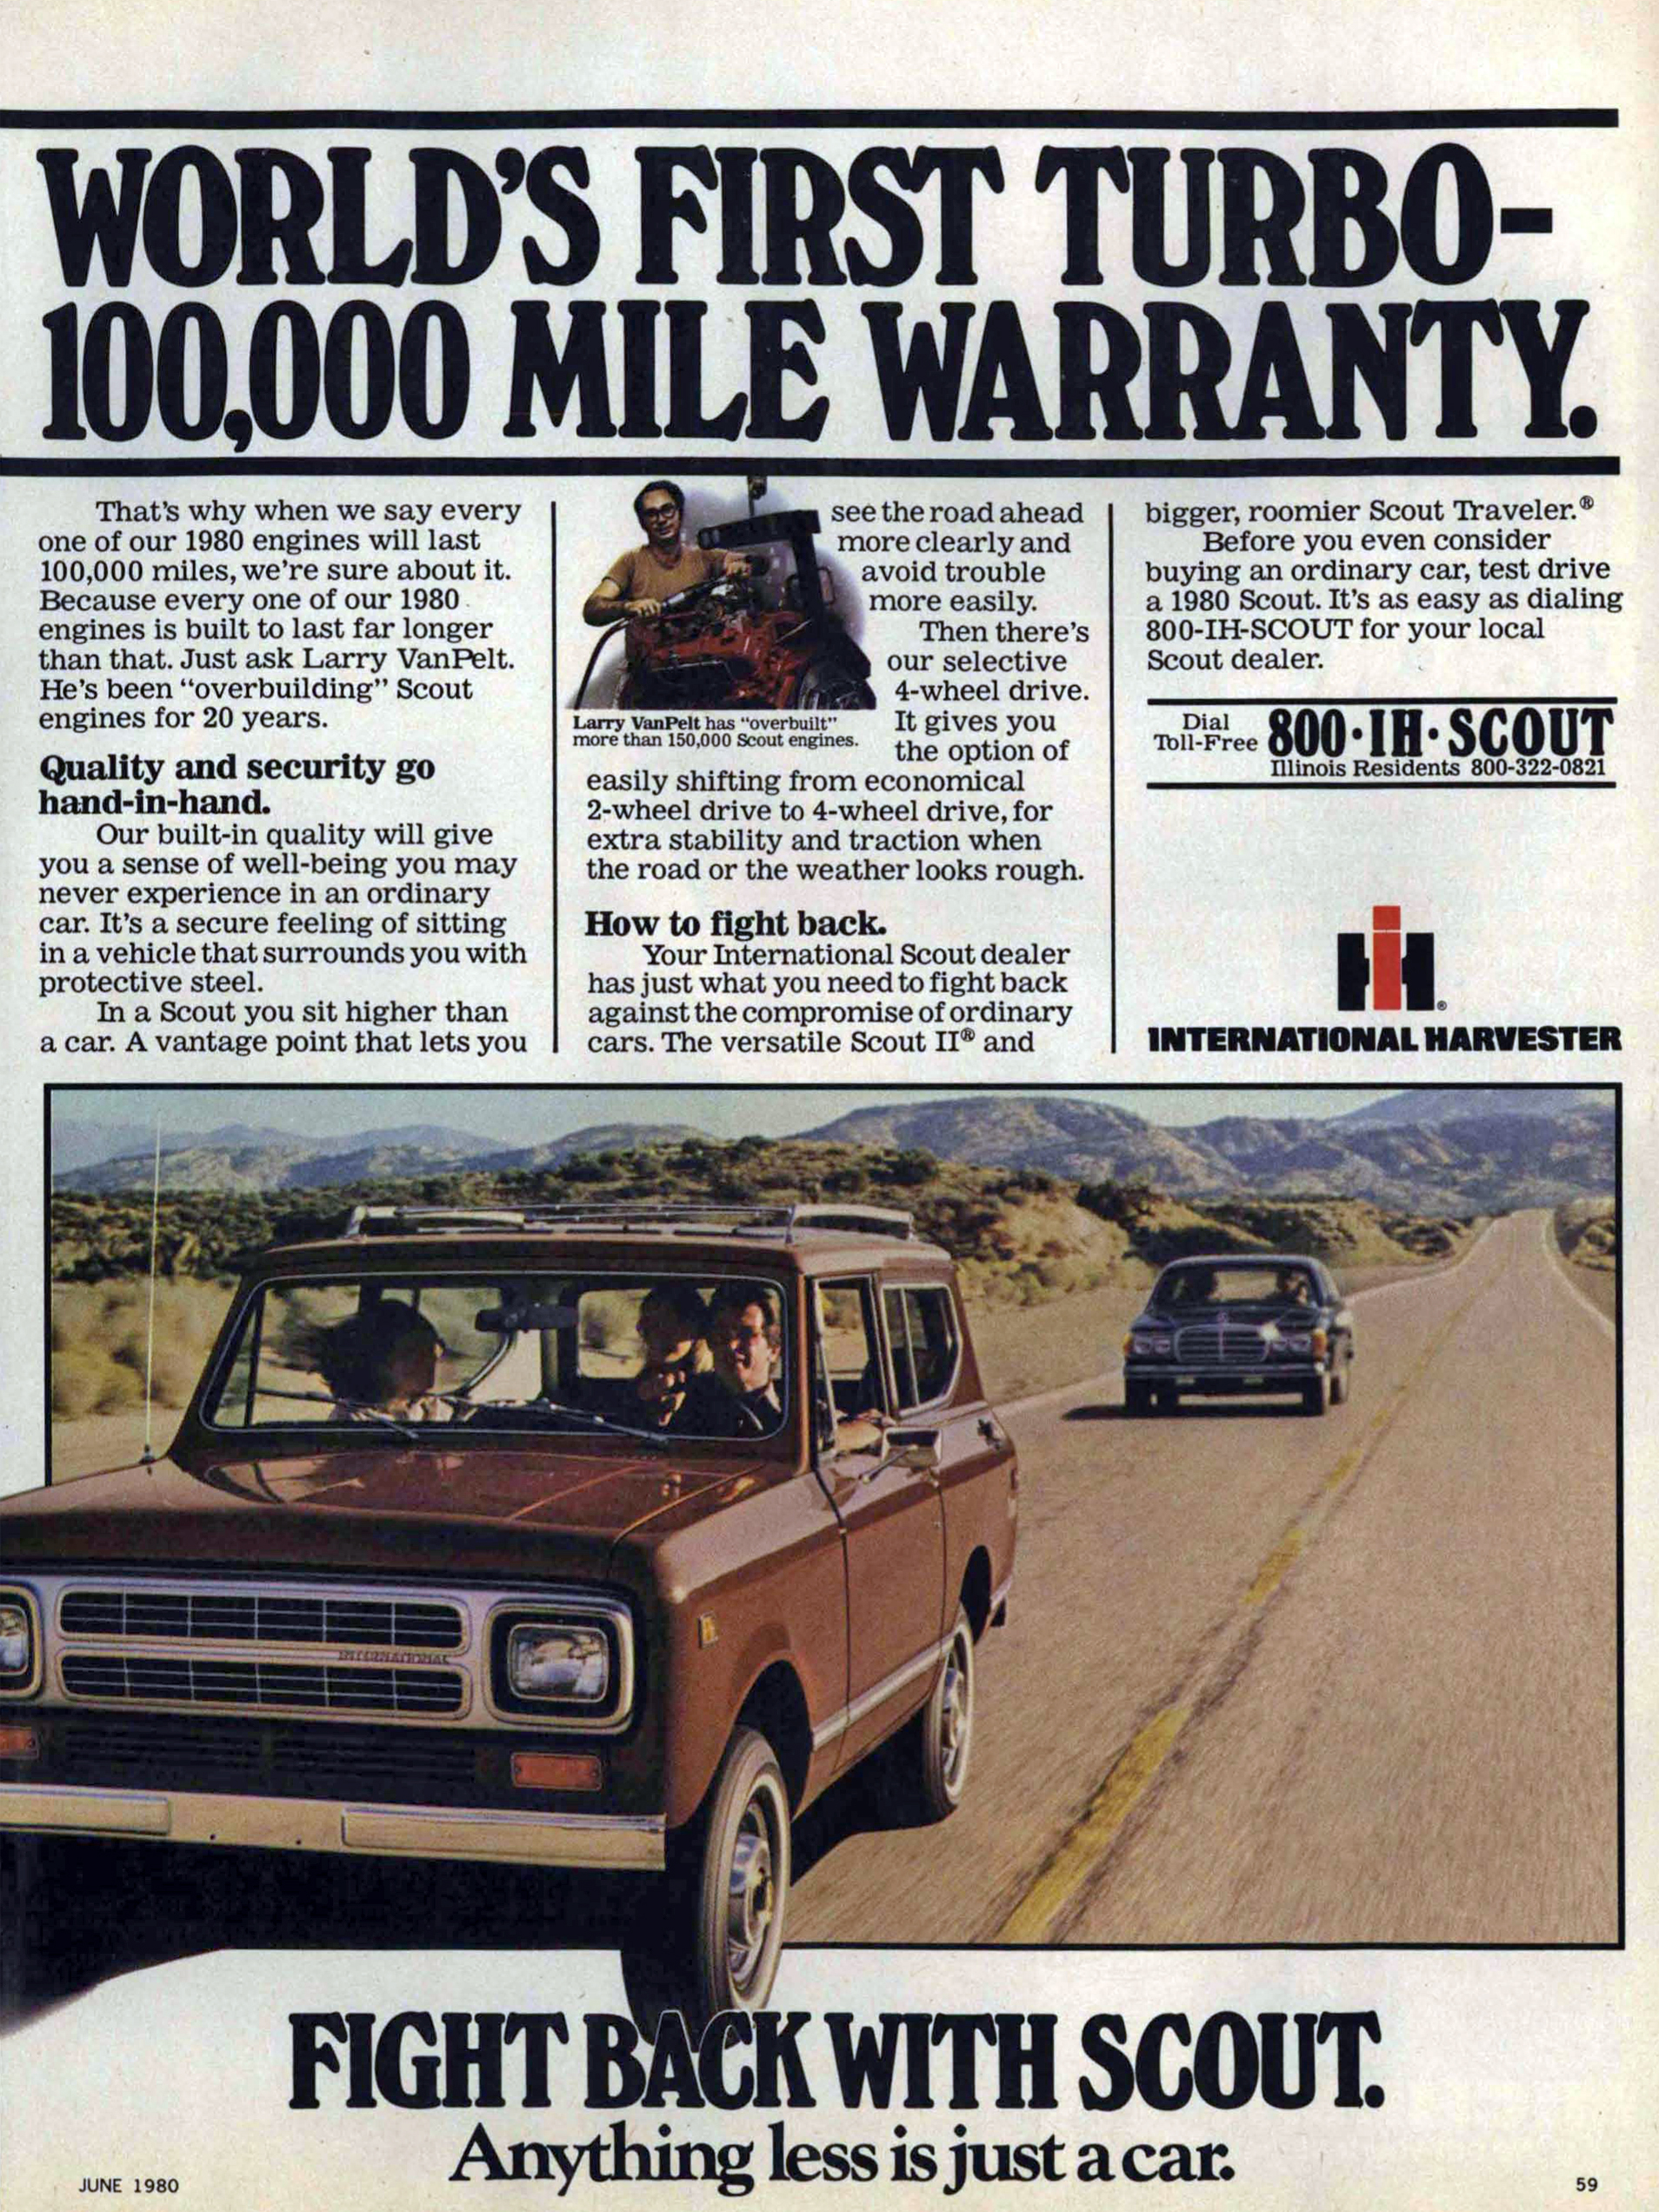 WORLD'S FIRST TURBO-
100,000 MILE WARRANTY.
That's why when we say every
one of our 1980 engines will last
100,000 miles, we're sure about it.
Because every one of our 1980
engines is built to last far longer
than that. Just ask Larry VanPelt.
He's been "overbuilding" Scout
engines for 20 years.
Quality and security go
hand-in-hand.
Our built-in quality will give
you a sense of well-being you may
never experience in an ordinary
car. It's a secure feeling of sitting
in a vehicle that surrounds you with
protective steel.
In a Scout you sit higher than
a car. A vantage point that lets you
see the road ahead
more clearly and
avoid trouble
more easily.
Then there's
our selective
4-wheel drive.
It gives you
the option of
Larry VanPelt has "overbuilt"
more than 150,000 Scout engines.
easily shifting from economical
2-wheel drive to 4-wheel drive, for
extra stability and traction when
the road or the weather looks rough.
How to fight back.
Your International Scout dealer
has just what you need to fight back
against the compromise of ordinary
cars. The versatile Scout II® and
bigger, roomier Scout Traveler.®
Before you even consider
buying an ordinary car, test drive
a 1980 Scout. It's as easy as dialing
800-IH-SCOUT for your local
Scout dealer.
Dial
Toll-Free 800·IH·SCOUT
Illinois Residents 800-322-0821
IH®
INTERNATIONAL HARVESTER
INTERNATIONAL
FIGHT BACK WITH SCOUT.
Anything less is just a car.
JUNE 1980
59